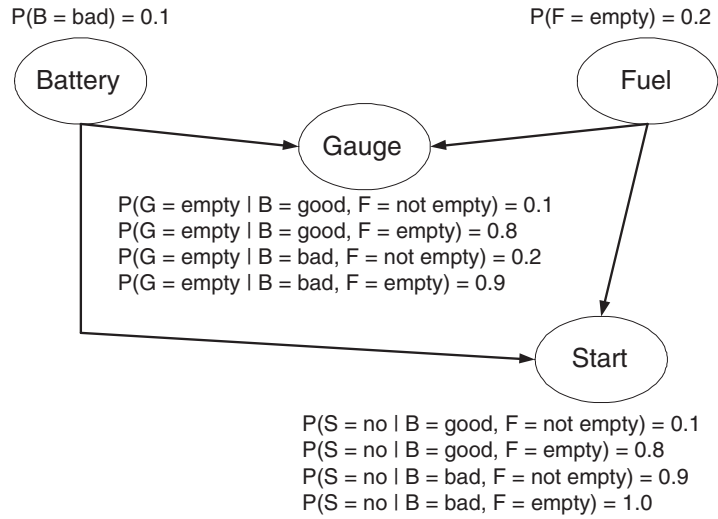 P(B = bad) = 0.1
P(F = empty) = 0.2
Battery
Fuel
Gauge
P(G = empty | B = good, F = not empty) = 0.1
P(G = empty | B = good, F = empty) = 0.8
P(G = empty | B = bad, F = not empty) = 0.2
P(G = empty | B = bad, F = empty) = 0.9
Start
P(S = no | B = good, F = not empty) = 0.1
P(S = no | B = good, F = empty) = 0.8
P(S = no | B = bad, F = not empty) = 0.9
P(S = no | B = bad, F = empty) = 1.0